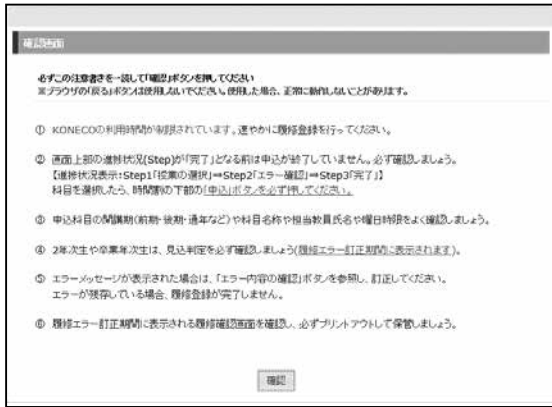 確認画面
必ずこの注意書きを一読して「確認」ボタンを押してください
※ブラウザの「戻る」ボタンは使用しないでください。使用した場合、正常に動作しないことがあります。
① KONECOの利用時間が制限されています。速やかに履修登録を行ってください。
② 画面上部の進捗状況(Step)が「完了」となる前は申込が終了していません。必ず確認しましょう。
【進捗状況表示:Step1「授業の選択」⇒Step2「エラー確認」⇒Step3「完了」】
科目を選択したら、時間割の下部の「申込」ボタンを必ず押してください。
③ 申込科目の開講期(前期・後期・通年など)や科目名称や担当教員氏名や曜日時限をよく確認しましょう。
④ 2年次生や卒業年次生は、見込判定を必ず確認しましょう(履修エラー訂正期間に表示されます)。
⑤ エラーメッセージが表示された場合は、「エラー内容の確認」ボタンを参照し、訂正してください。
エラーが残存している場合、履修登録が完了しません。
⑥ 履修エラー訂正期間に表示される履修確認画面を確認し、必ずプリントアウトして保管しましょう。
確認